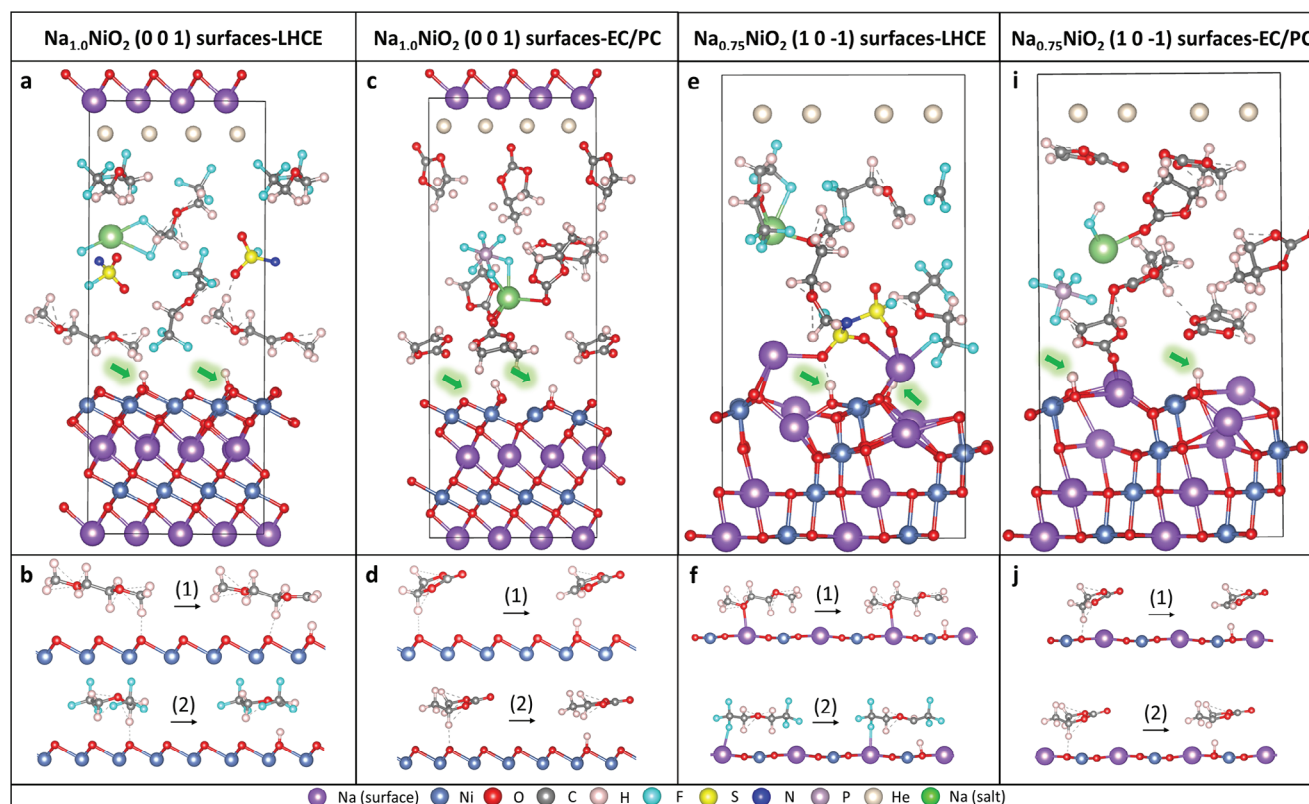 Na1.0NiO2 (0 0 1) surfaces-LHCE
Na1.0NiO2 (0 0 1) surfaces-EC/PC
Na0.75NiO2 (1 0 -1) surfaces-LHCE
Na0.75NiO2 (1 0 -1) surfaces-EC/PC
a
c
e
i
b
(1)
(2)
d
(1)
(2)
f
(1)
(2)
j
(1)
(2)
Na (surface) Ni O C H F S N P He Na (salt)